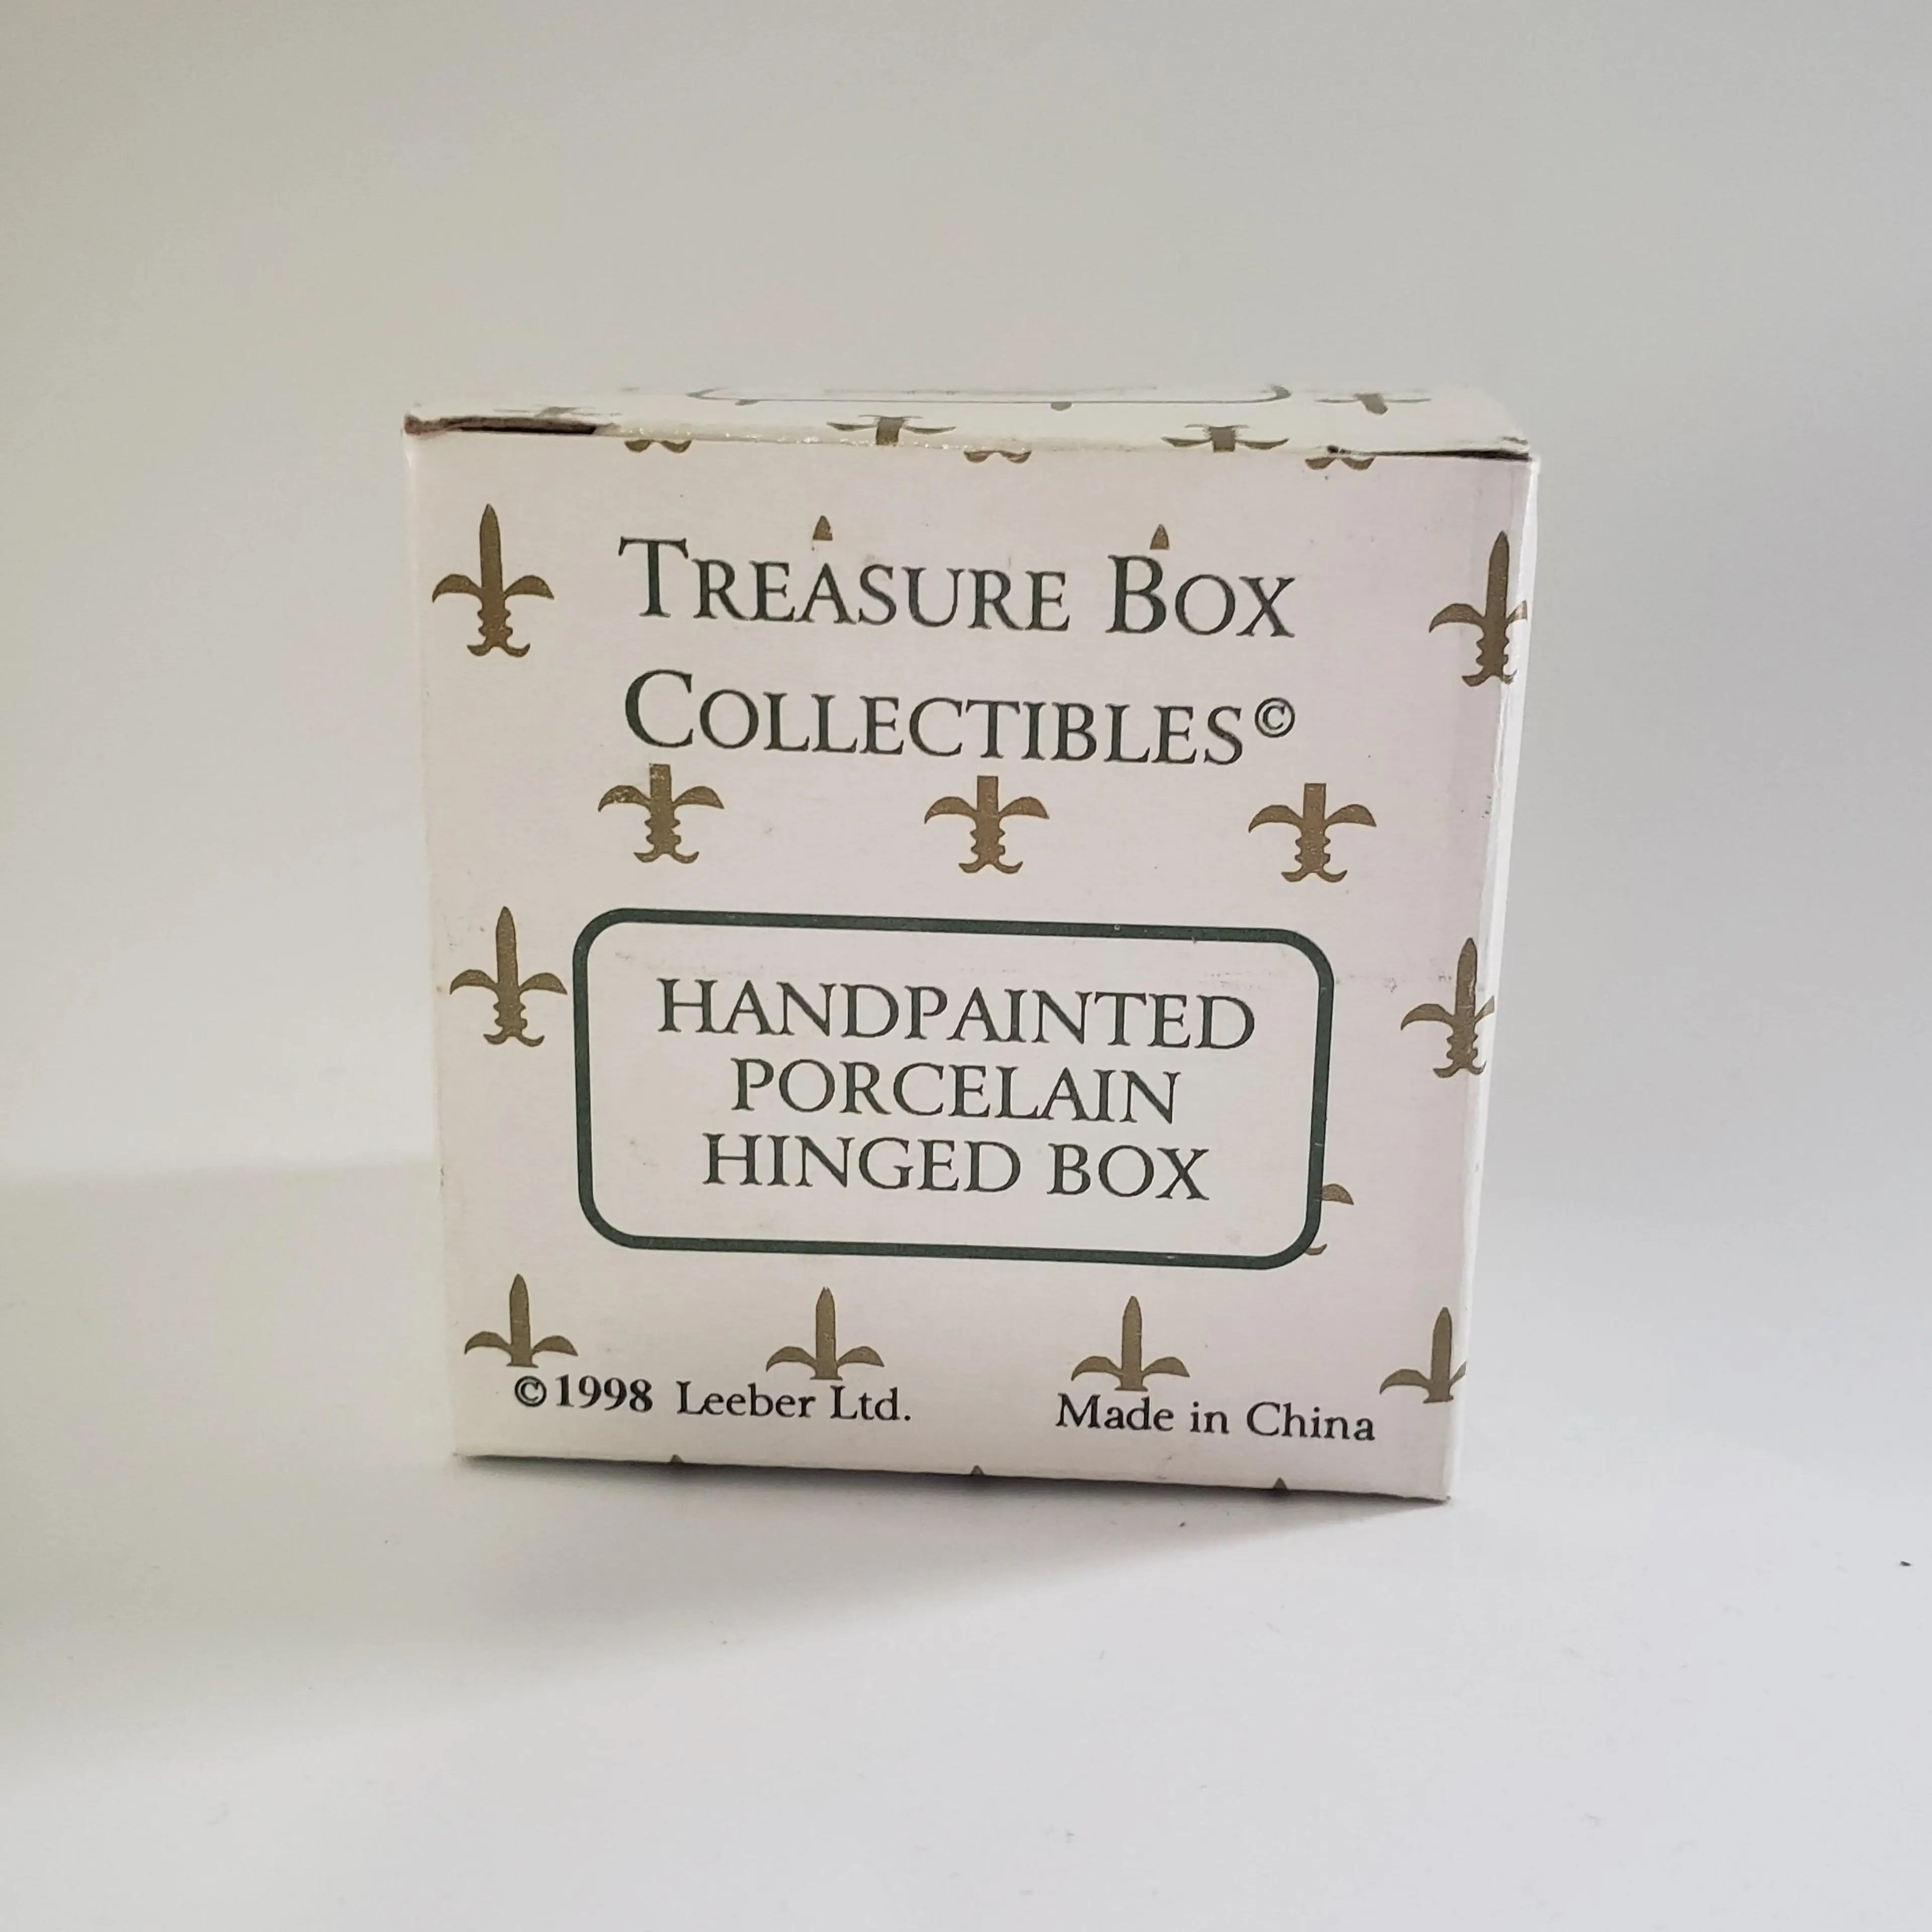 TREASURE BOX
COLLECTIBLES©
HANDPAINTED
PORCELAIN
HINGED BOX
©1998 Leeber Ltd. Made in China